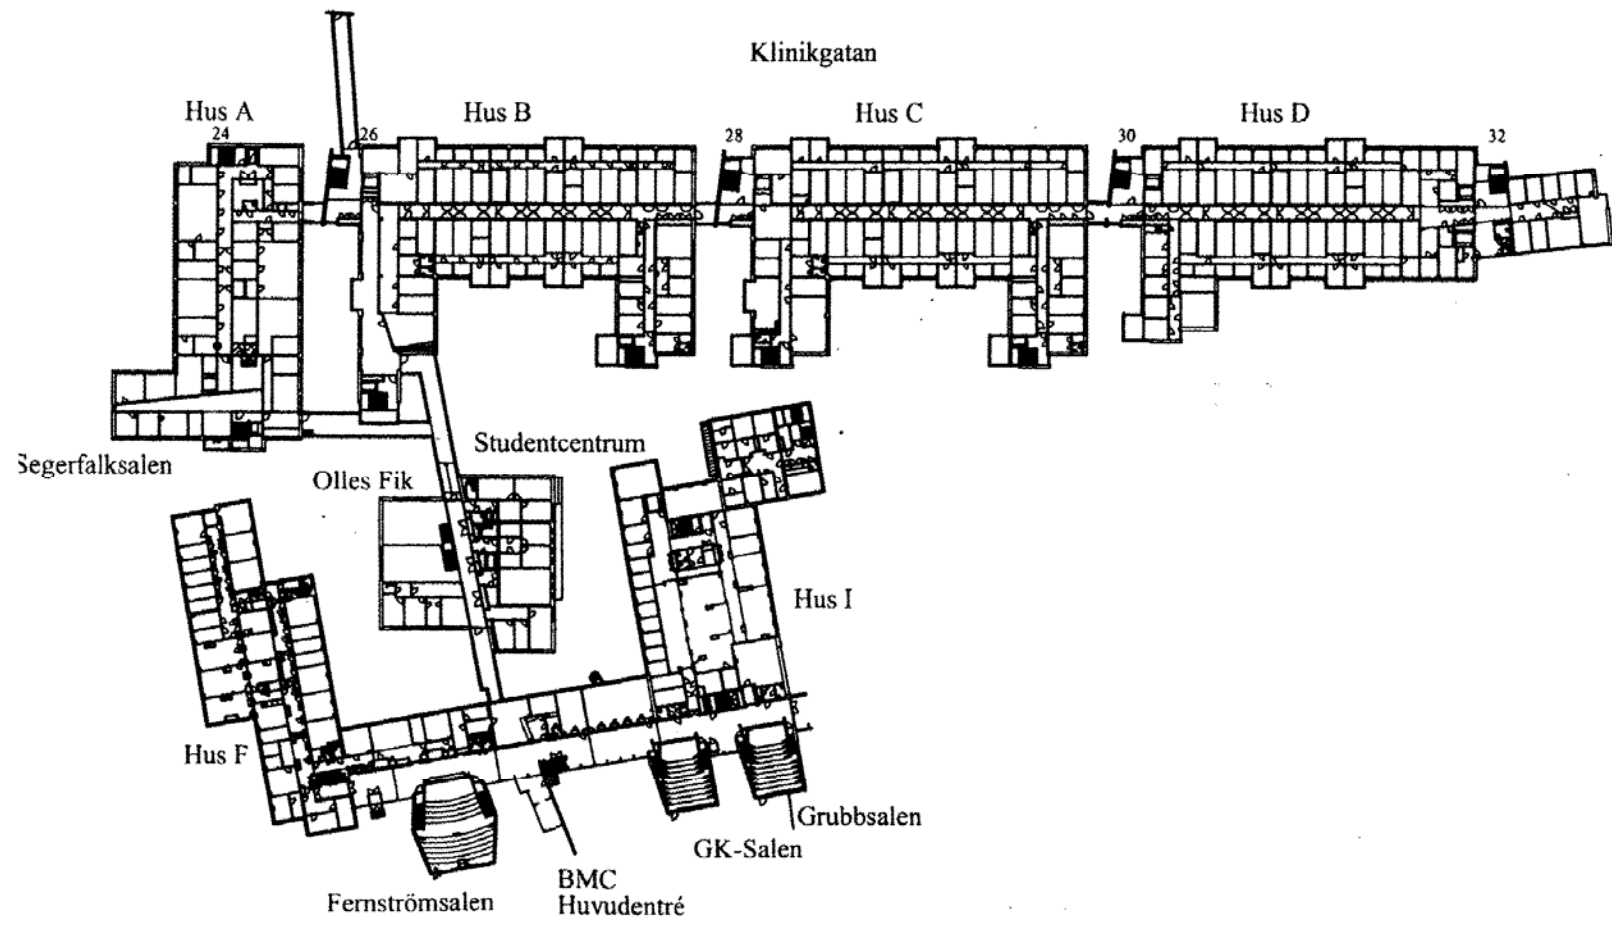 Klinikgatan
Hus A
Hus B
Hus C
Hus D
24
26
28
30
32
Studentcentrum
Segerfalksalen
Olles Fik
Hus I
Hus F
Grubbsalen
GK-Salen
BMC
Huvudentré
Fernströmsalen